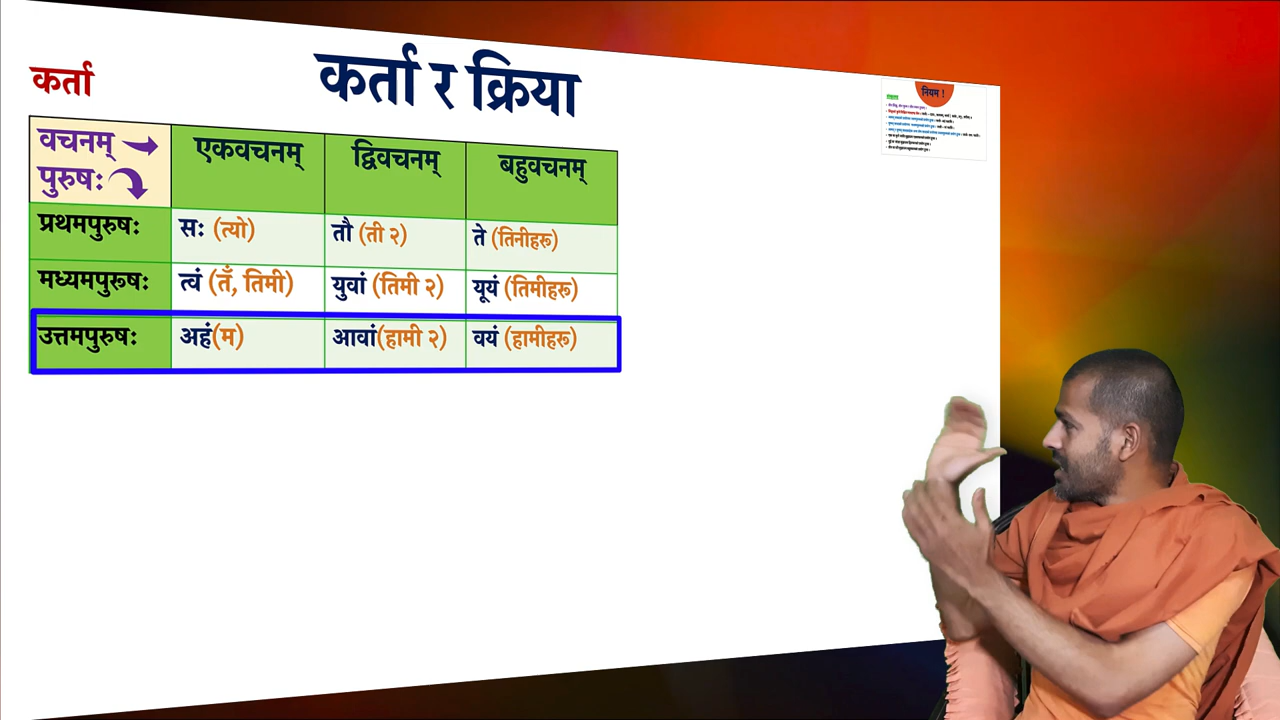 कर्ता र क्रिया
कर्ता
वचनम् एकवचनम् द्विवचनम् बहुवचनम्
पुरुषः
प्रथमपुरुषः सः (त्यो) तौ (ती २) ते (तिनीहरू)
मध्यमपुरूषः त्वं (तँ, तिमी) युवां (तिमी २) यूयं (तिमीहरू)
उत्तमपुरुषः अहं(म) आवां(हामी २) वयं (हामीहरू)
नियम !